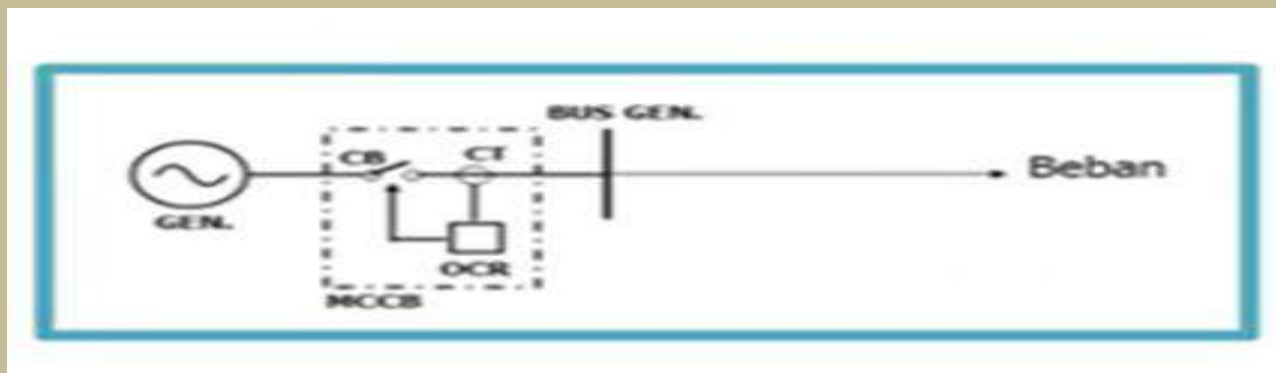 BUS GEN.
CB
CT
Beban
GEN.
OCR
MCCB